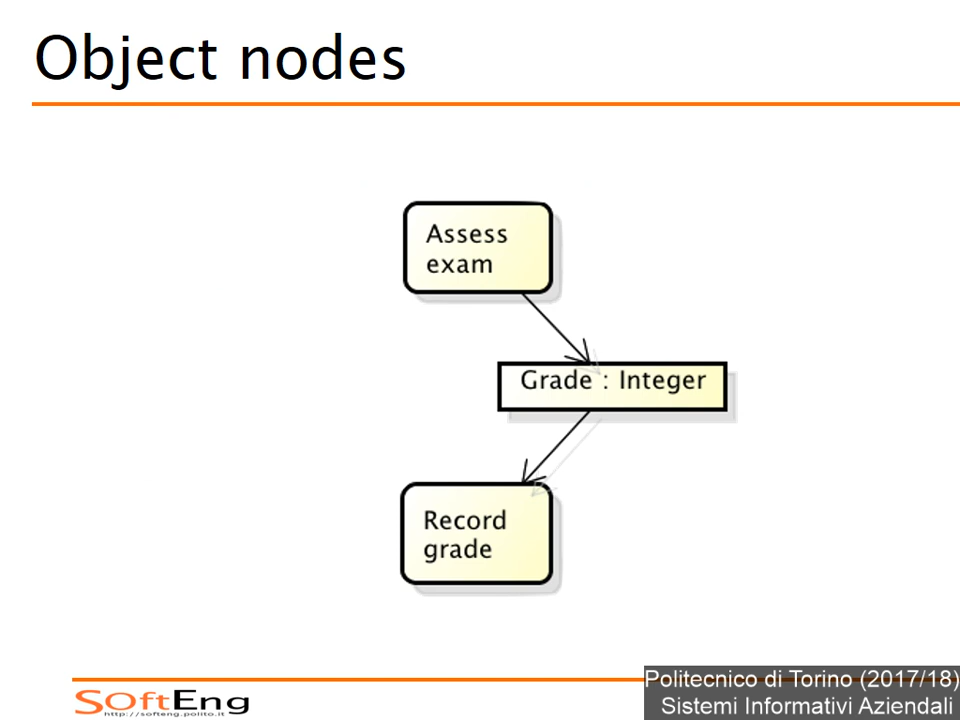 Object nodes
Assess
exam
Grade : Integer
Record
grade
SOftEng
http://softeng.polito.it
Politecnico di Torino (2017/18)
Sistemi Informativi Aziendali